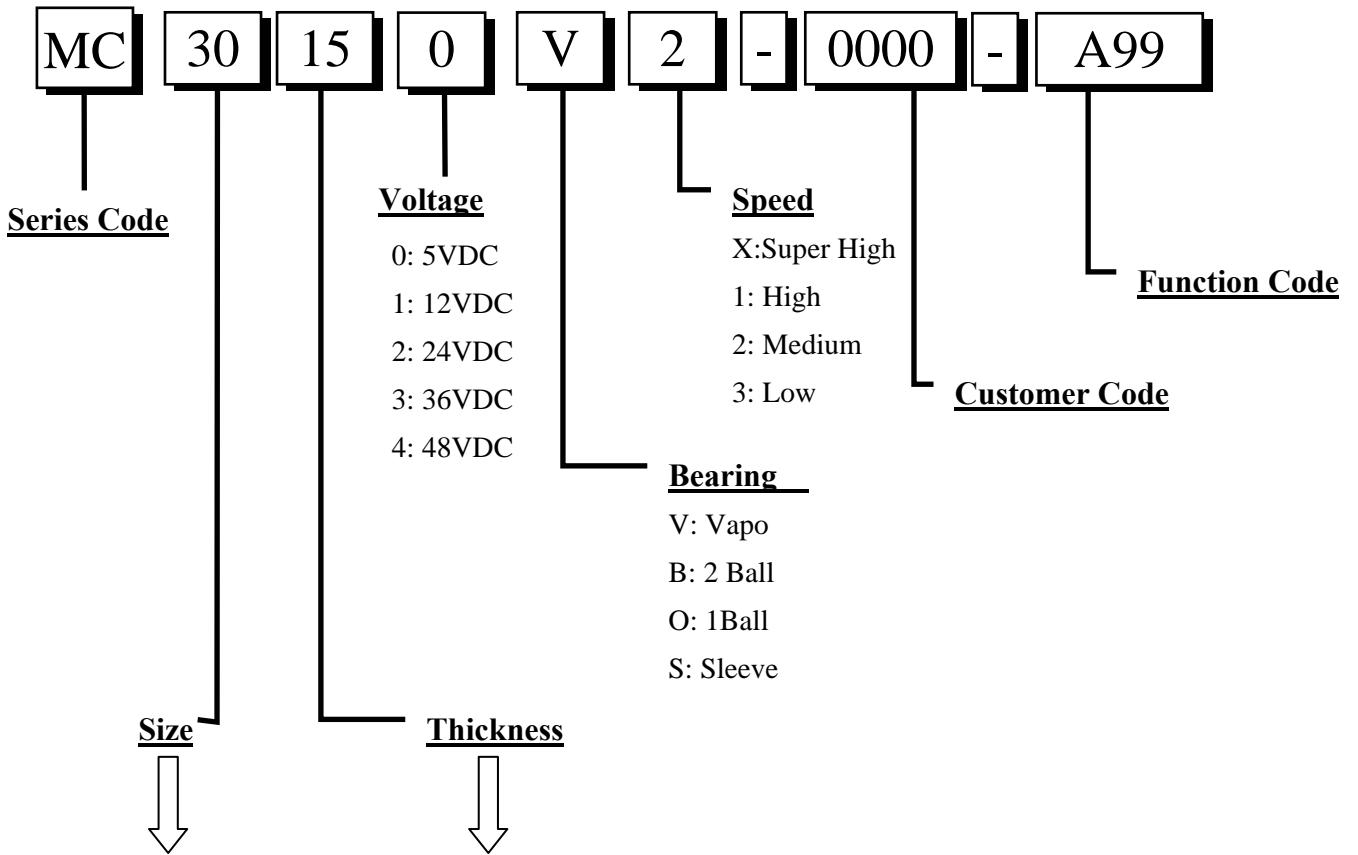 MC 30 15 0 V 2 - 0000 - A99
Series Code
Voltage
0: 5VDC
1: 12VDC
2: 24VDC
3: 36VDC
4: 48VDC
Speed
X:Super High
1: High
2: Medium
3: Low
Function Code
Customer Code
Bearing
V: Vapo
B: 2 Ball
O: 1Ball
S: Sleeve
Size
Thickness